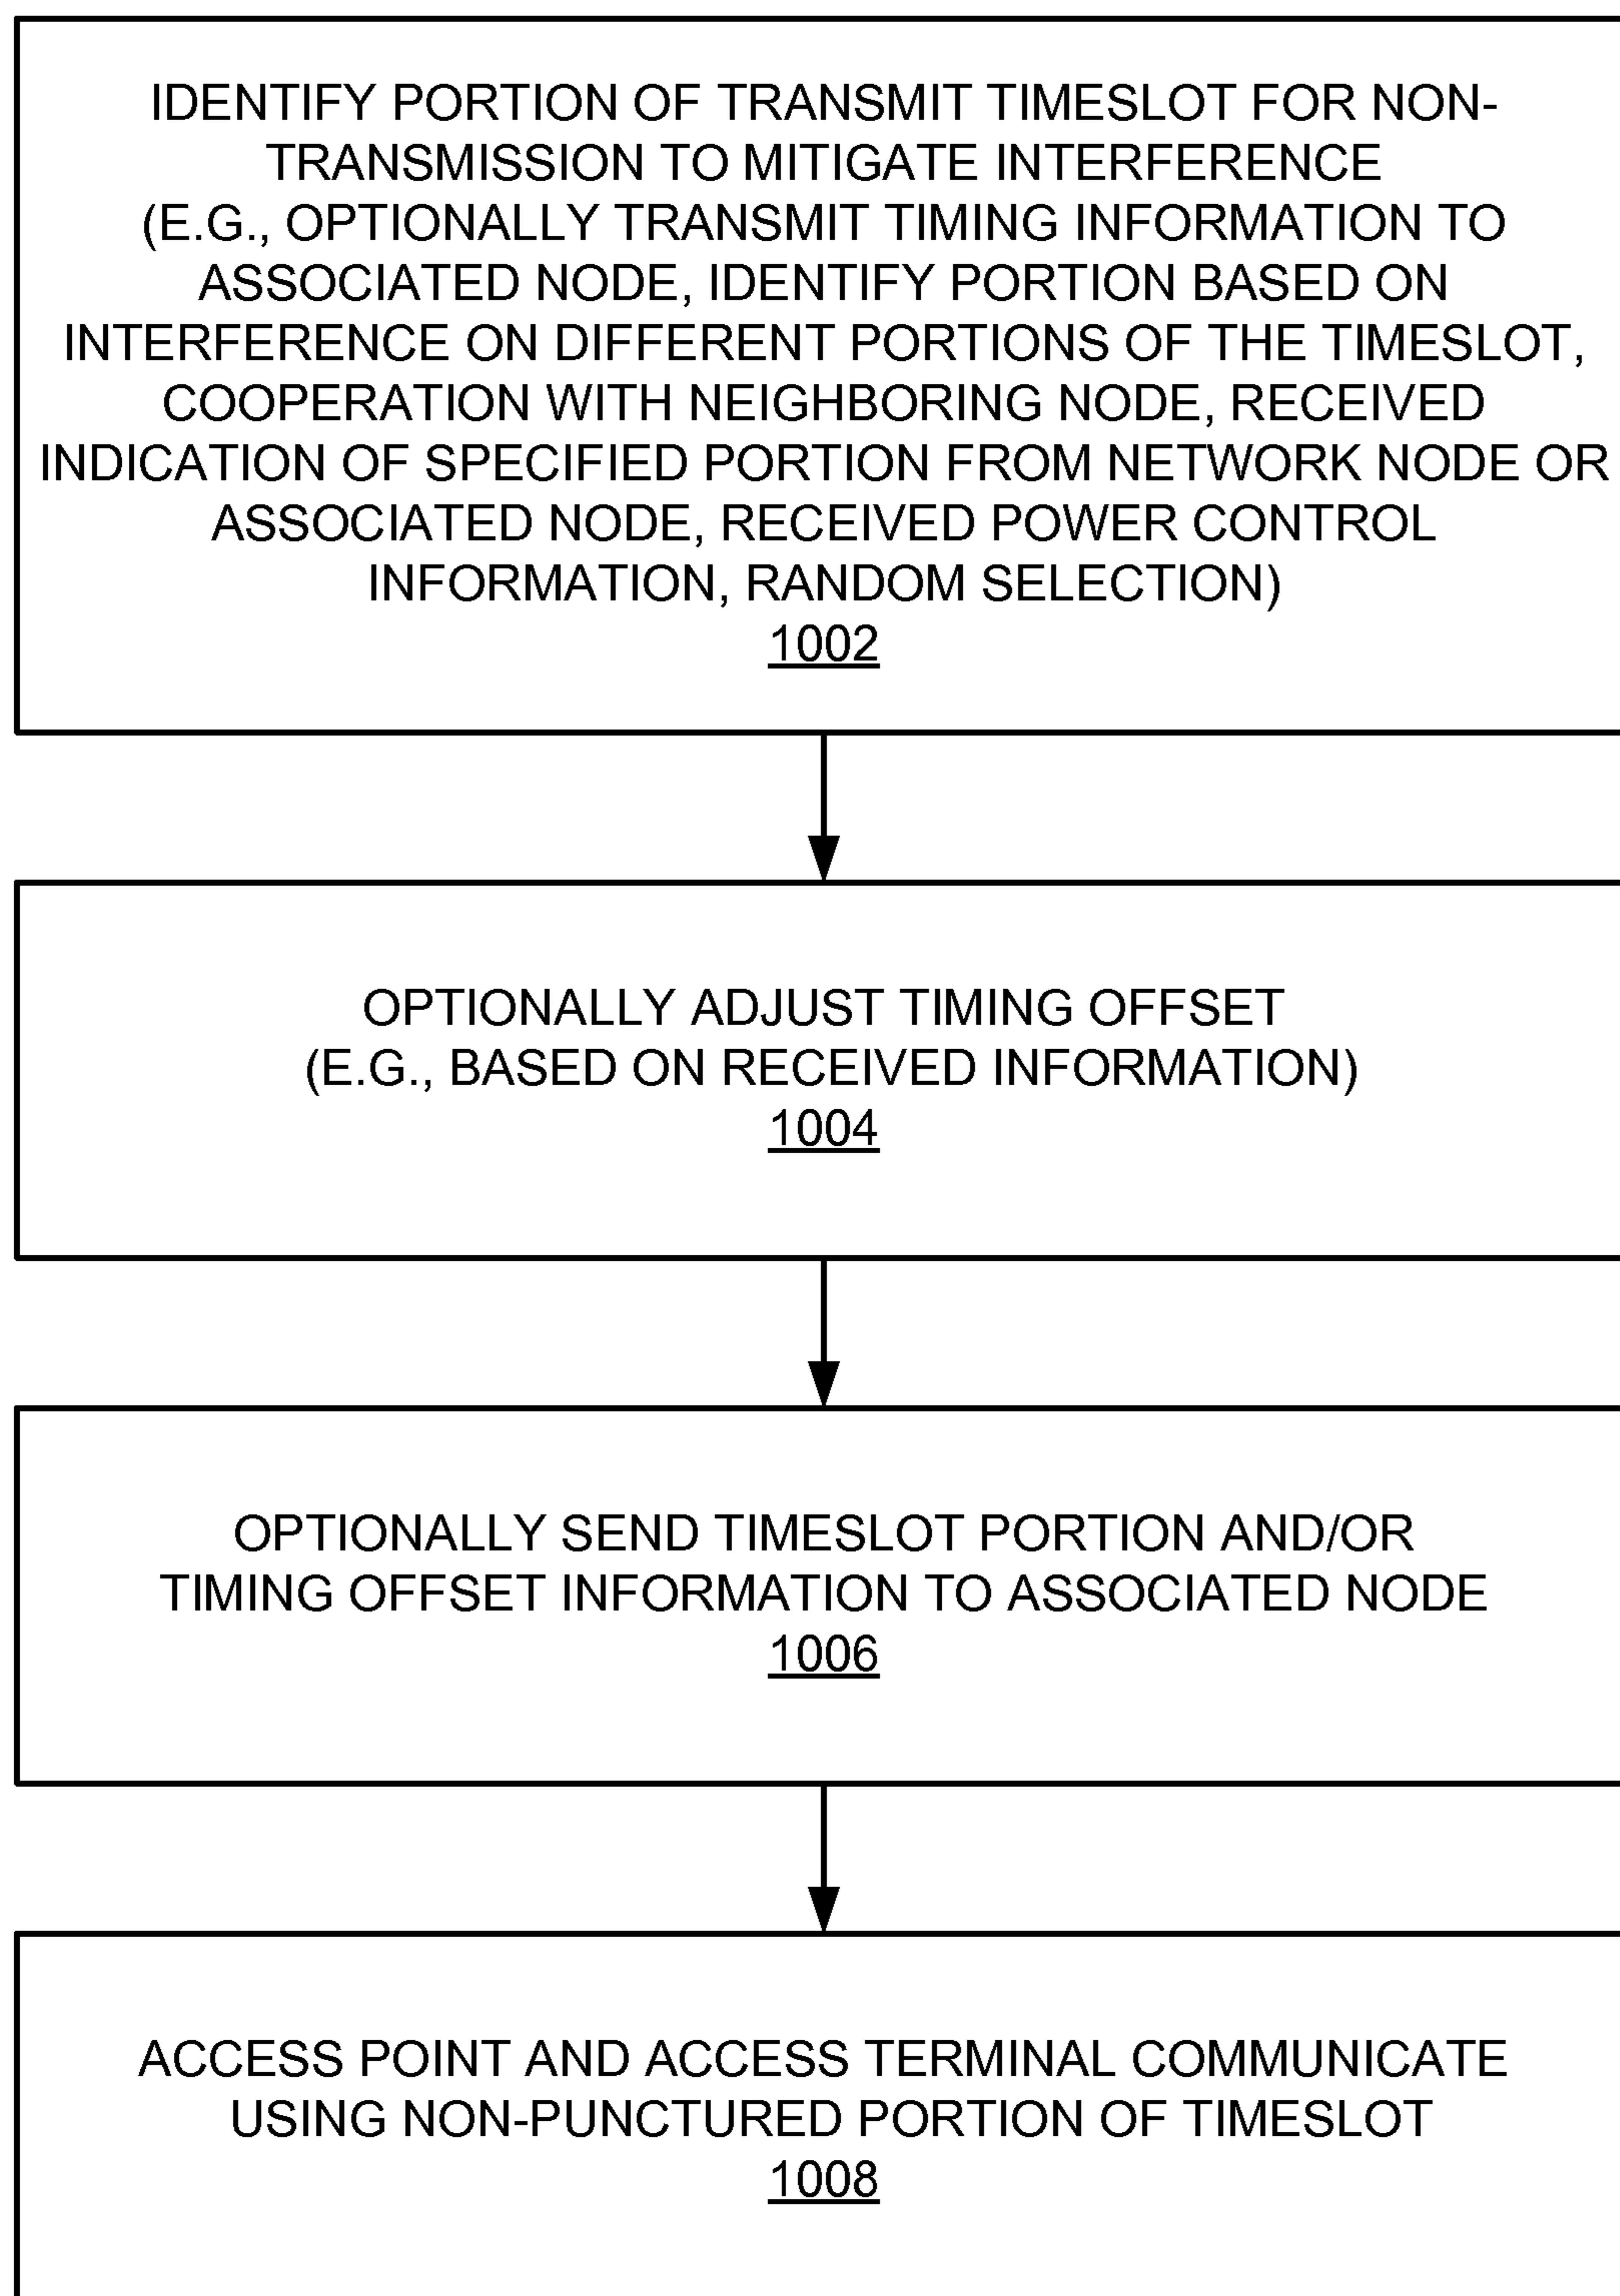 IDENTIFY PORTION OF TRANSMIT TIMESLOT FOR NON-
TRANSMISSION TO MITIGATE INTERFERENCE
(E.G., OPTIONALLY TRANSMIT TIMING INFORMATION TO
ASSOCIATED NODE, IDENTIFY PORTION BASED ON
INTERFERENCE ON DIFFERENT PORTIONS OF THE TIMESLOT,
COOPERATION WITH NEIGHBORING NODE, RECEIVED
INDICATION OF SPECIFIED PORTION FROM NETWORK NODE OR
ASSOCIATED NODE, RECEIVED POWER CONTROL
INFORMATION, RANDOM SELECTION)
1002
OPTIONALLY ADJUST TIMING OFFSET
(E.G., BASED ON RECEIVED INFORMATION)
1004
OPTIONALLY SEND TIMESLOT PORTION AND/OR
TIMING OFFSET INFORMATION TO ASSOCIATED NODE
1006
ACCESS POINT AND ACCESS TERMINAL COMMUNICATE
USING NON-PUNCTURED PORTION OF TIMESLOT
1008